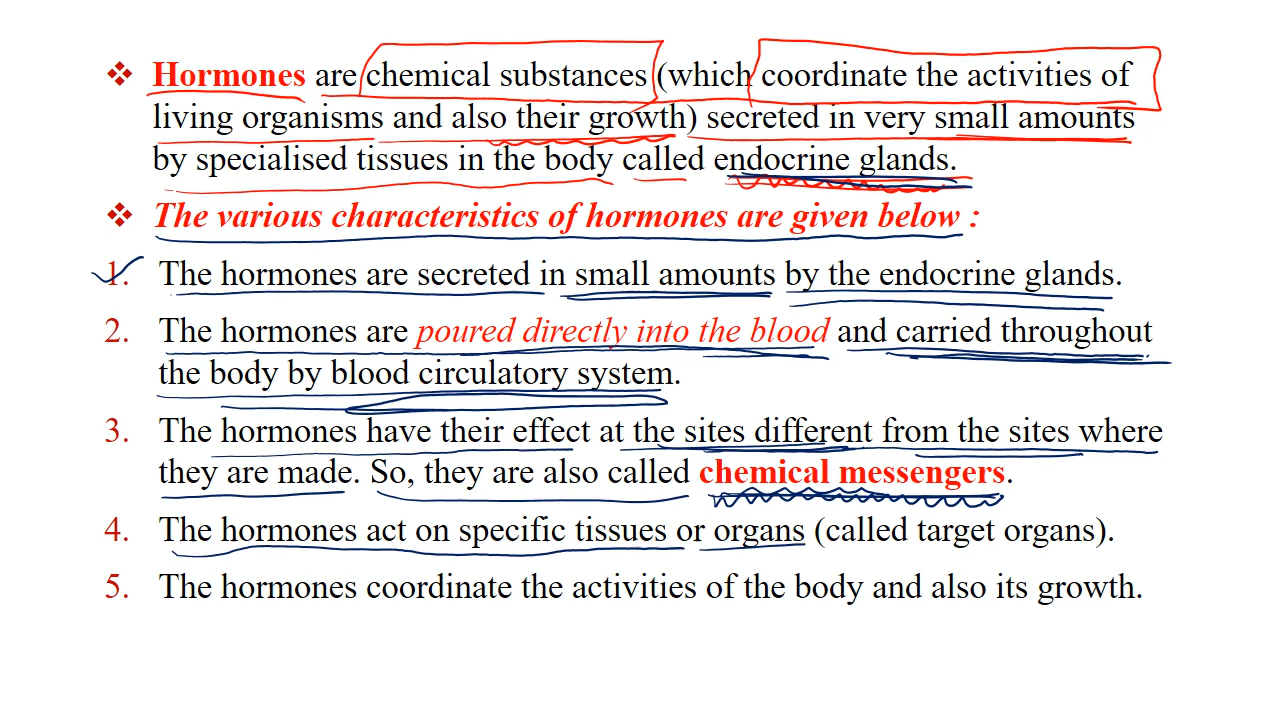 ❖ Hormones are chemical substances (which coordinate the activities of
living organisms and also their growth) secreted in very small amounts
by specialised tissues in the body called endocrine glands.
❖ The various characteristics of hormones are given below :
1. The hormones are secreted in small amounts by the endocrine glands.
2. The hormones are poured directly into the blood and carried throughout
the body by blood circulatory system.
3. The hormones have their effect at the sites different from the sites where
they are made. So, they are also called chemical messengers.
4. The hormones act on specific tissues or organs (called target organs).
5. The hormones coordinate the activities of the body and also its growth.